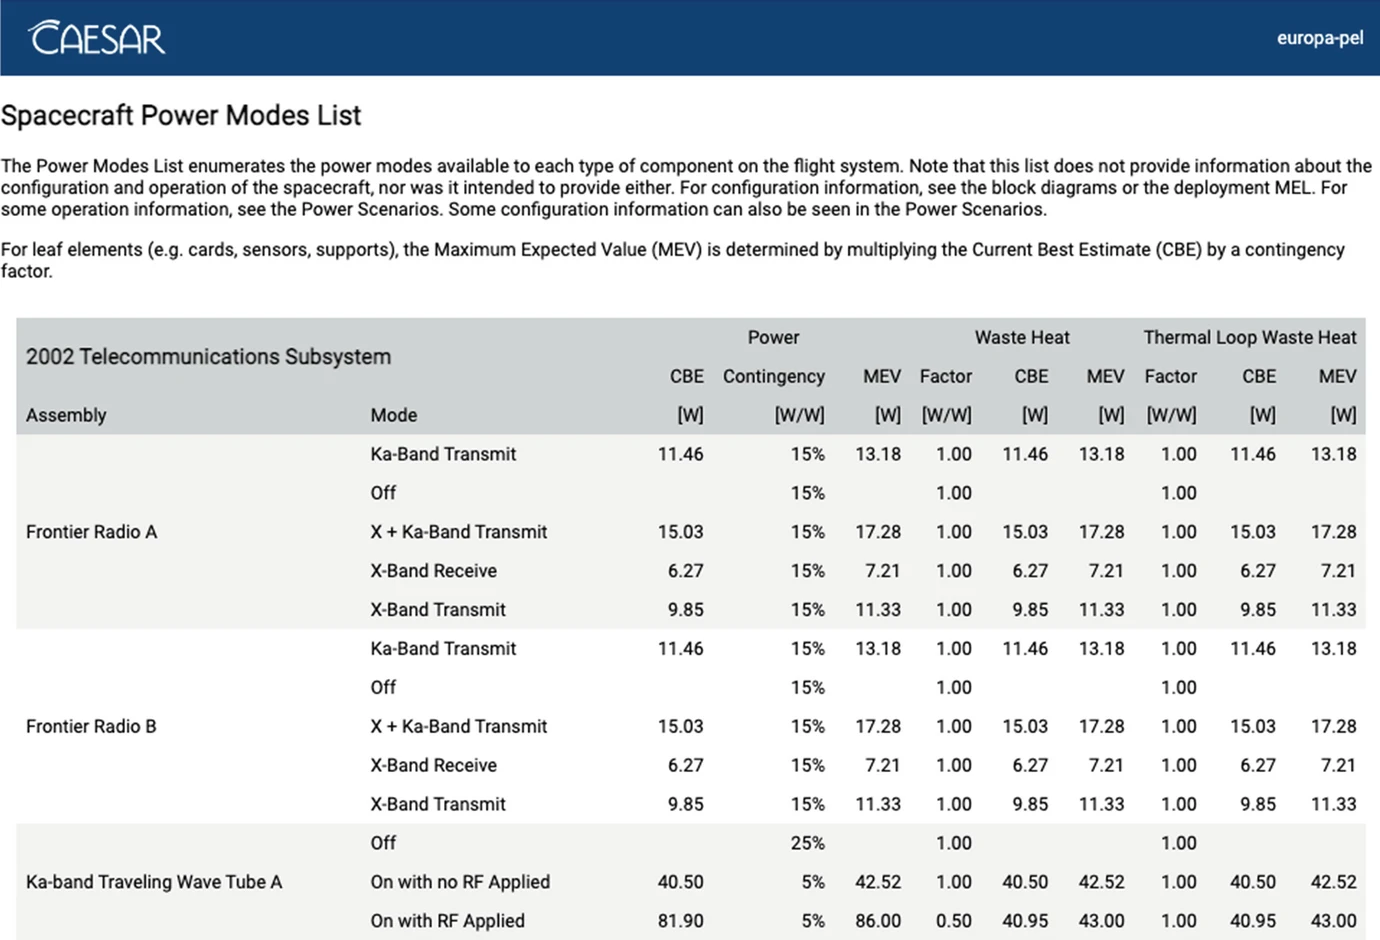 CAESAR
europa-pel
Spacecraft Power Modes List
The Power Modes List enumerates the power modes available to each type of component on the flight system. Note that this list does not provide information about the
configuration and operation of the spacecraft, nor was it intended to provide either. For configuration information, see the block diagrams or the deployment MEL. For
some operation information, see the Power Scenarios. Some configuration information can also be seen in the Power Scenarios.
For leaf elements (e.g. cards, sensors, supports), the Maximum Expected Value (MEV) is determined by multiplying the Current Best Estimate (CBE) by a contingency
factor.
Power Waste Heat Thermal Loop Waste Heat
2002 Telecommunications Subsystem
CBE Contingency MEV Factor CBE MEV Factor CBE MEV
Assembly Mode [W] [W/W] [W] [W/W] [W] [W] [W/W] [W] [W]
Ka-Band Transmit 11.46 15% 13.18 1.00 11.46 13.18 1.00 11.46 13.18
Off 15% 1.00 1.00
Frontier Radio A X + Ka-Band Transmit 15.03 15% 17.28 1.00 15.03 17.28 1.00 15.03 17.28
X-Band Receive 6.27 15% 7.21 1.00 6.27 7.21 1.00 6.27 7.21
X-Band Transmit 9.85 15% 11.33 1.00 9.85 11.33 1.00 9.85 11.33
Ka-Band Transmit 11.46 15% 13.18 1.00 11.46 13.18 1.00 11.46 13.18
Off 15% 1.00 1.00
Frontier Radio B X + Ka-Band Transmit 15.03 15% 17.28 1.00 15.03 17.28 1.00 15.03 17.28
X-Band Receive 6.27 15% 7.21 1.00 6.27 7.21 1.00 6.27 7.21
X-Band Transmit 9.85 15% 11.33 1.00 9.85 11.33 1.00 9.85 11.33
Off 25% 1.00 1.00
Ka-band Traveling Wave Tube A On with no RF Applied 40.50 5% 42.52 1.00 40.50 42.52 1.00 40.50 42.52
On with RF Applied 81.90 5% 86.00 0.50 40.95 43.00 1.00 40.95 43.00